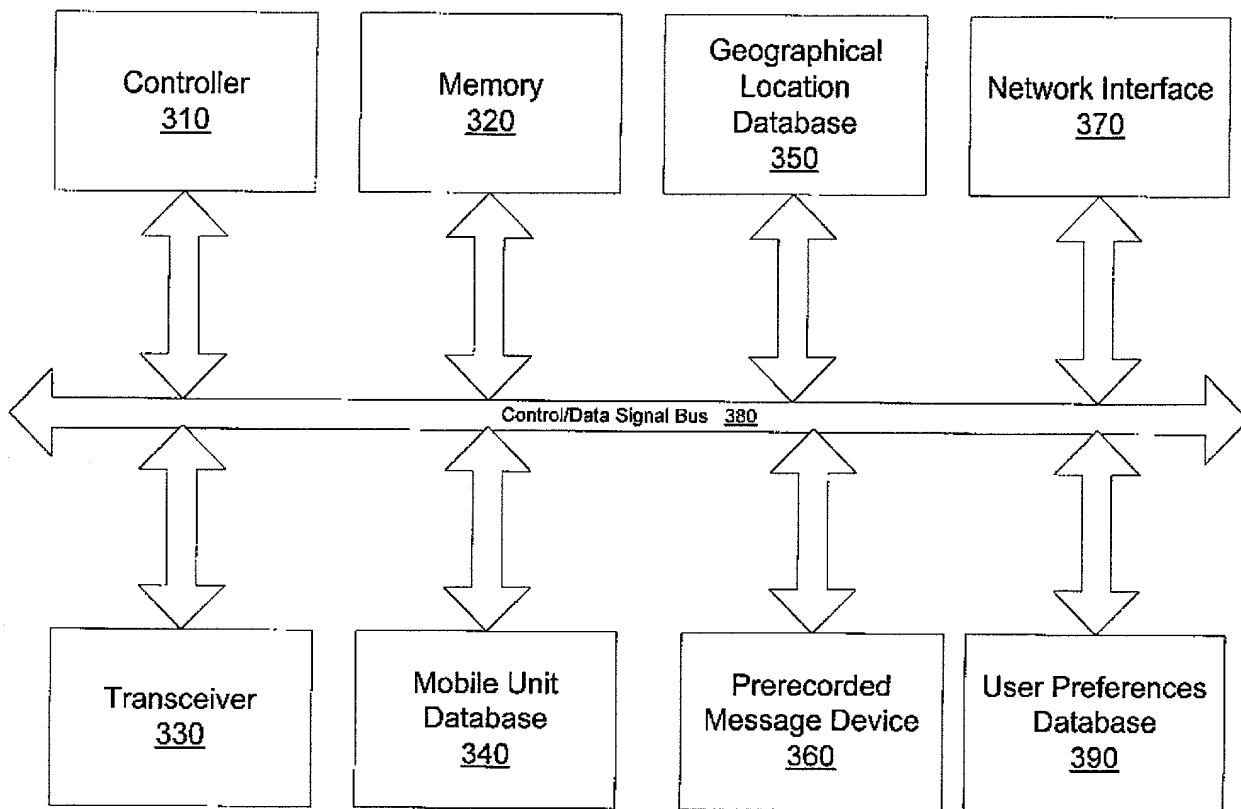 Controller
310
Memory
320
Geographical
Location
Database
350
Network Interface
370
Control/Data Signal Bus 380
Transceiver
330
Mobile Unit
Database
340
Prerecorded
Message Device
360
User Preferences
Database
390